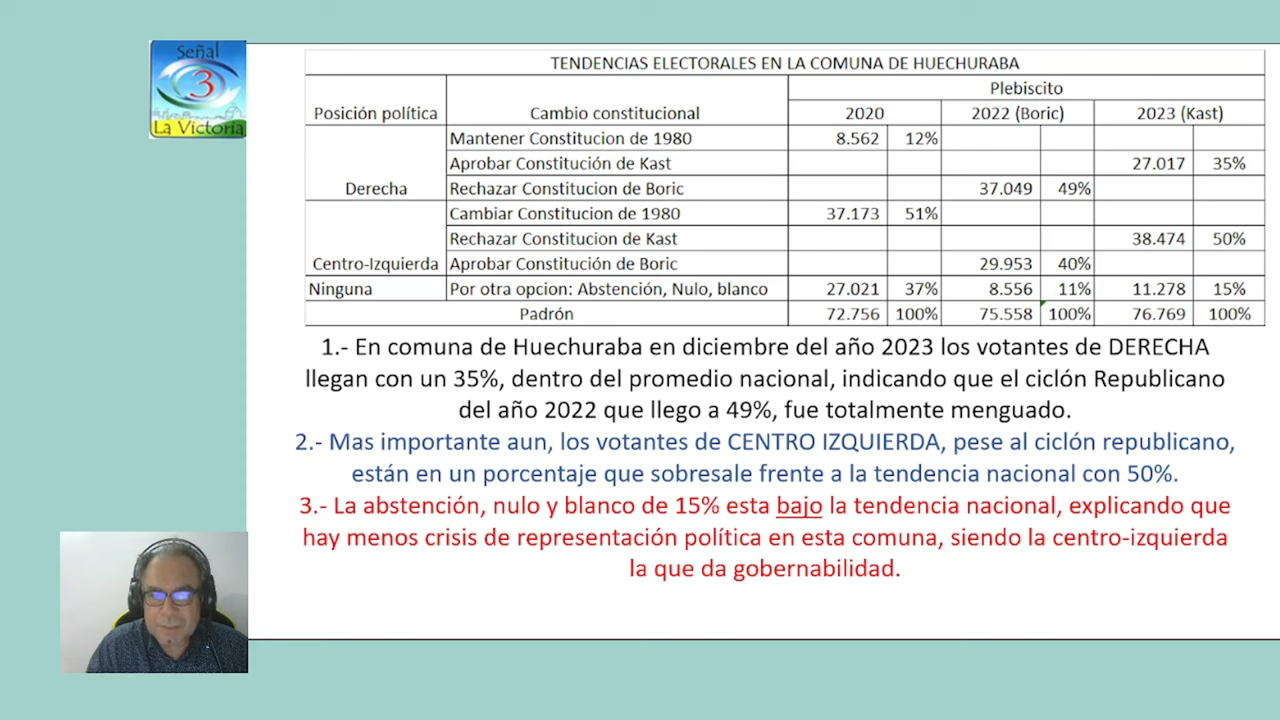 Señal
3
La Victoria
TENDENCIAS ELECTORALES EN LA COMUNA DE HUECHURABA
Posición política Cambio constitucional Plebiscito
2020 2022 (Boric) 2023 (Kast)
Derecha Mantener Constitucion de 1980 8.562 12%
Aprobar Constitución de Kast 27.017 35%
Rechazar Constitucion de Boric 37.049 49%
Centro-Izquierda Cambiar Constitucion de 1980 37.173 51%
Rechazar Constitucion de Kast 38.474 50%
Aprobar Constitución de Boric 29.953 40%
Ninguna Por otra opcion: Abstención, Nulo, blanco 27.021 37% 8.556 11% 11.278 15%
Padrón 72.756 100% 75.558 100% 76.769 100%
1.- En comuna de Huechuraba en diciembre del año 2023 los votantes de DERECHA
llegan con un 35%, dentro del promedio nacional, indicando que el ciclón Republicano
del año 2022 que llego a 49%, fue totalmente menguado.
2.- Mas importante aun, los votantes de CENTRO IZQUIERDA, pese al ciclón republicano,
están en un porcentaje que sobresale frente a la tendencia nacional con 50%.
3.- La abstención, nulo y blanco de 15% esta bajo la tendencia nacional, explicando que
hay menos crisis de representación política en esta comuna, siendo la centro-izquierda
la que da gobernabilidad.